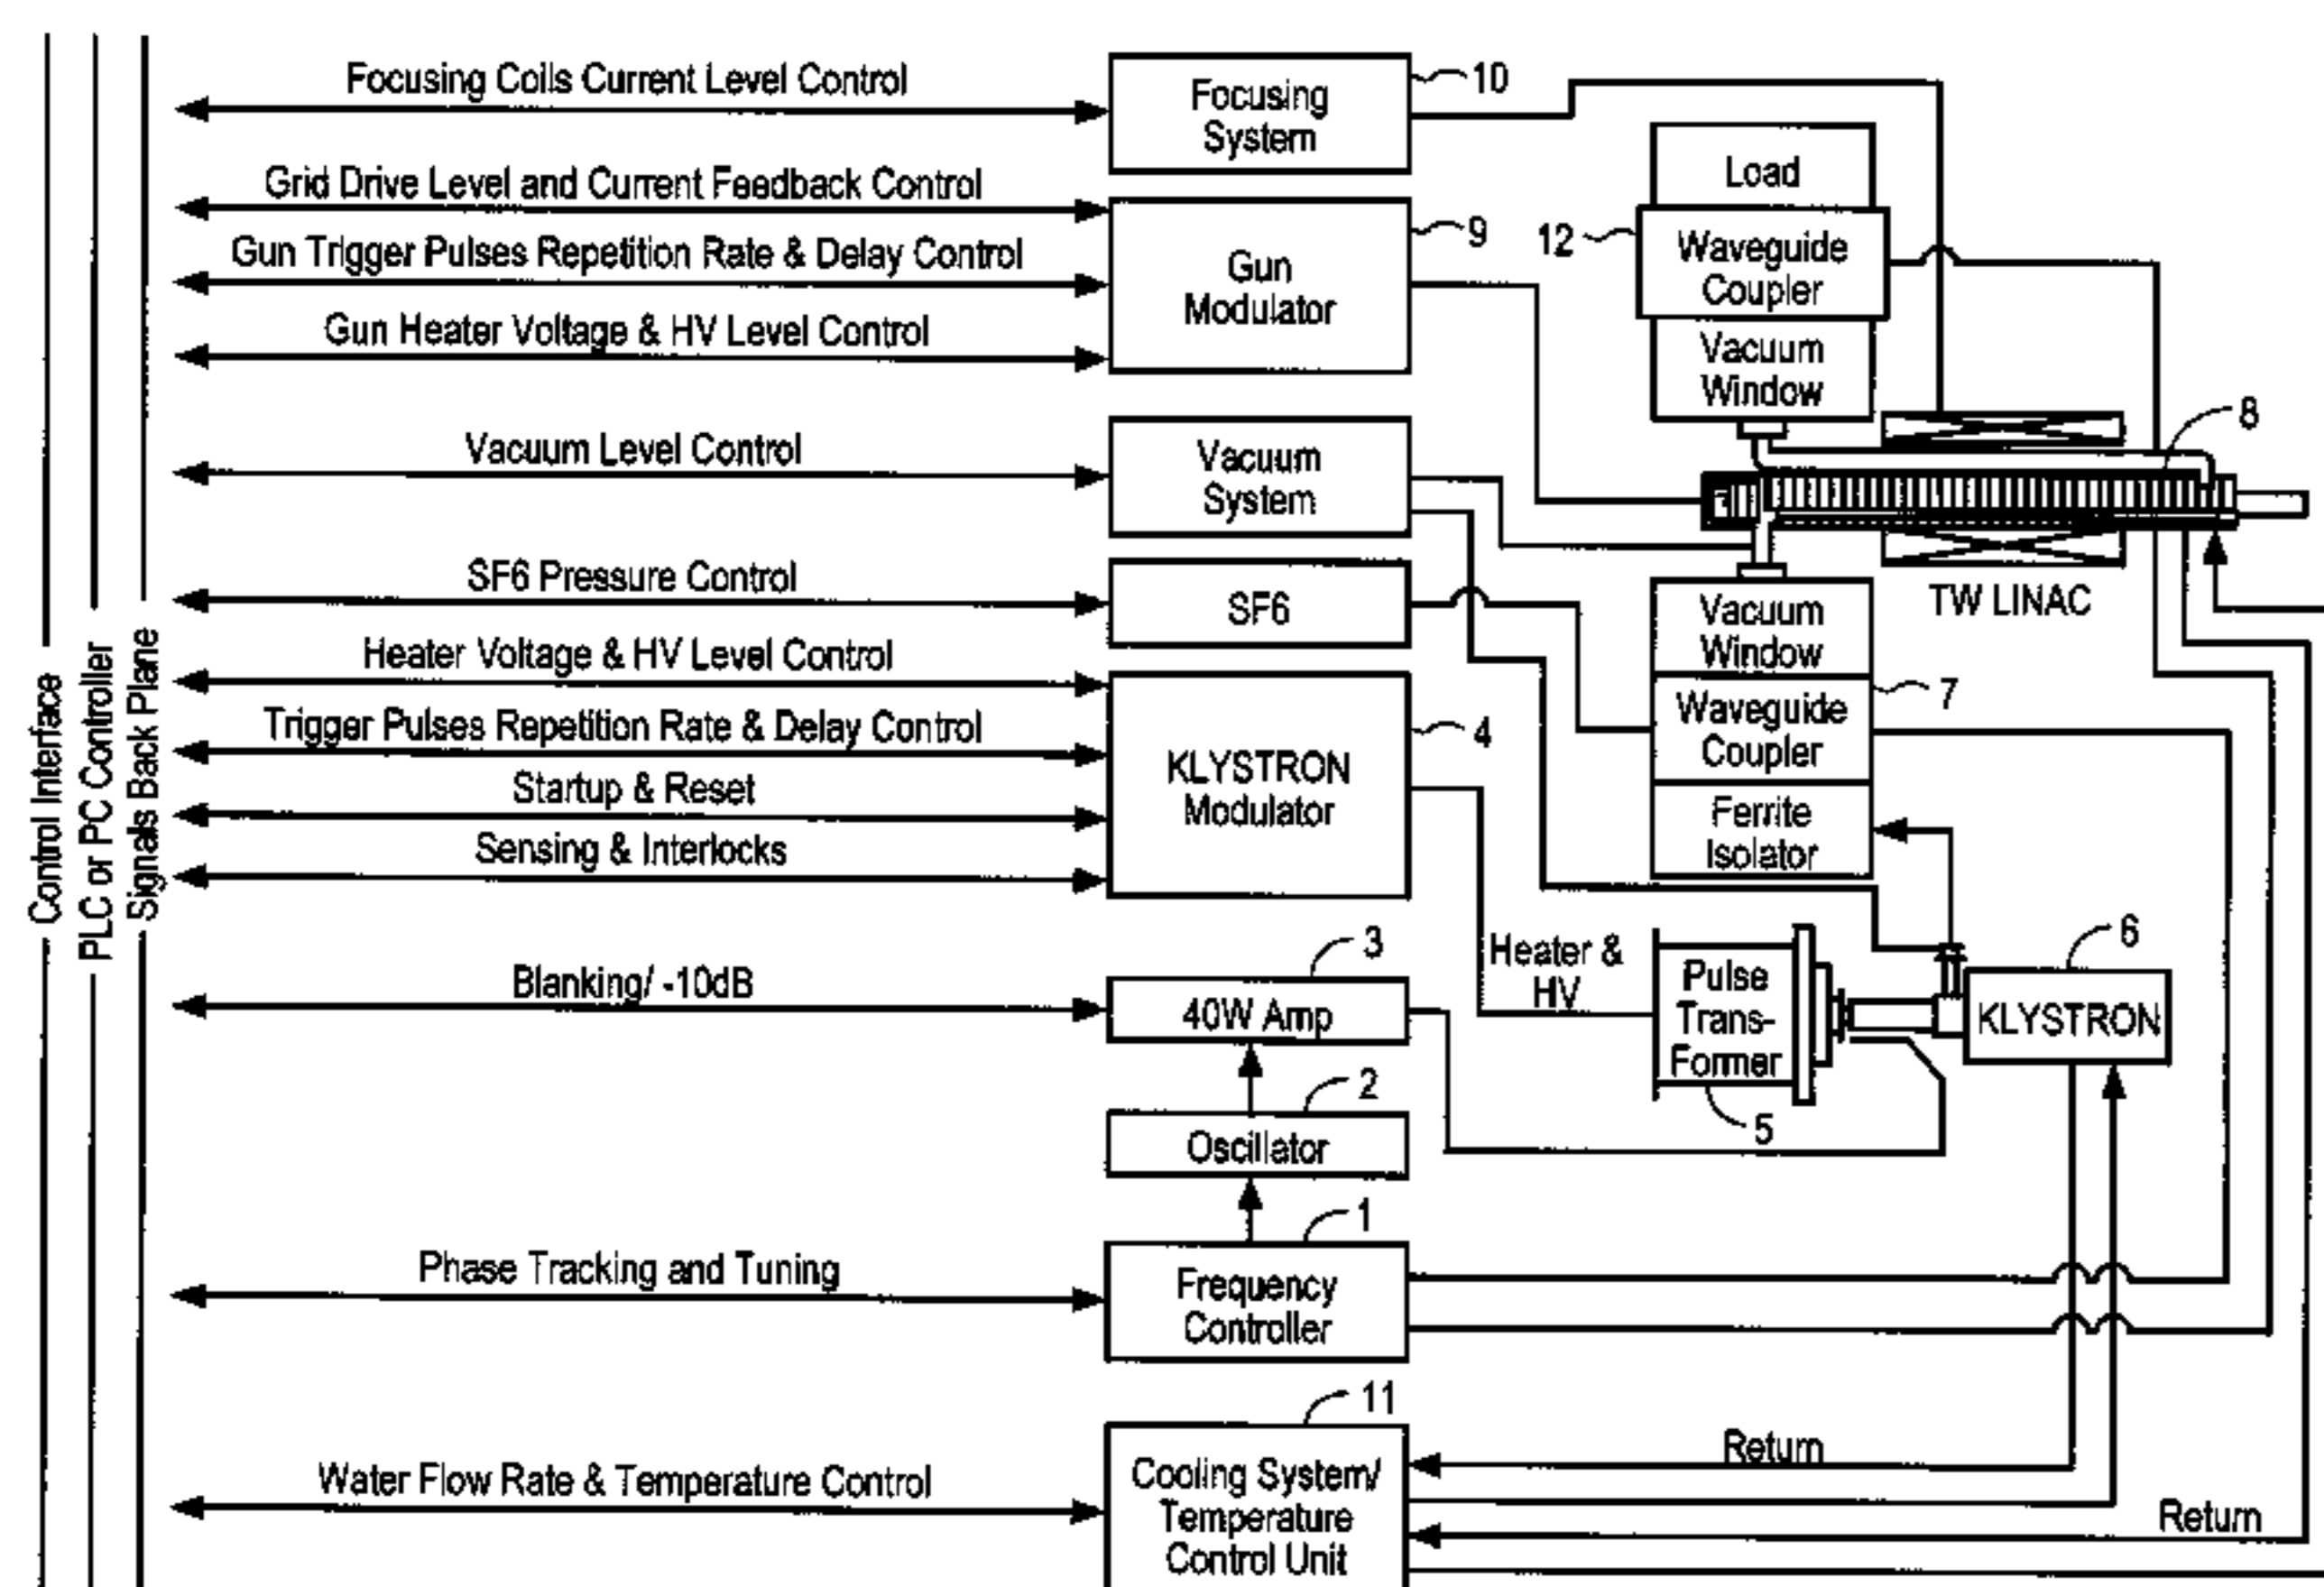 Focusing Coils Current Level Control
Focusing
System
10
Load
Grid Drive Level and Current Feedback Control
Gun Trigger Pulses Repetition Rate & Delay Control
Gun Heater Voltage & HV Level Control
Gun
Modulator
9
12
Waveguide
Coupler
Vacuum
Window
8
Vacuum Level Control
Vacuum
System
TW LINAC
SF6 Pressure Control
SF6
Vacuum
Window
Waveguide
Coupler
7
Ferrite
Isolator
Heater Voltage & HV Level Control
Trigger Pulses Repetition Rate & Delay Control
Startup & Reset
Sensing & Interlocks
KLYSTRON
Modulator
4
Control Interface
PLC or PC Controller
Signals Back Plane
Blanking/ -10dB
40W Amp
3
Heater &
HV
Pulse
Trans-
Former
5
KLYSTRON
6
Oscillator
2
Phase Tracking and Tuning
Frequency
Controller
1
Water Flow Rate & Temperature Control
Cooling System/
Temperature
Control Unit
11
Return
Return